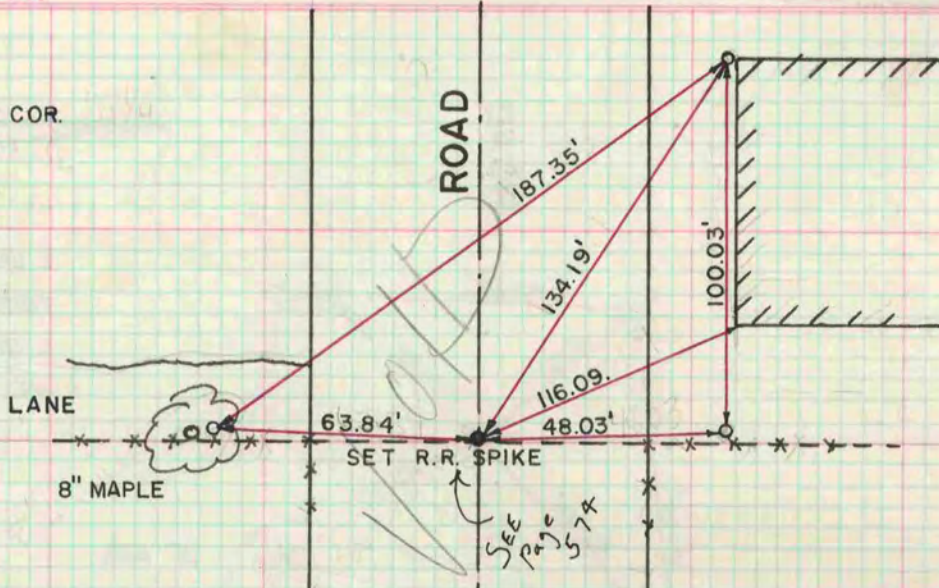 COR.
ROAD
187.35'
134.19'
100.03'
116.09.
LANE
63.84'
48.03'
SET R.R. SPIKE
8" MAPLE
SEE
page
574
VOID